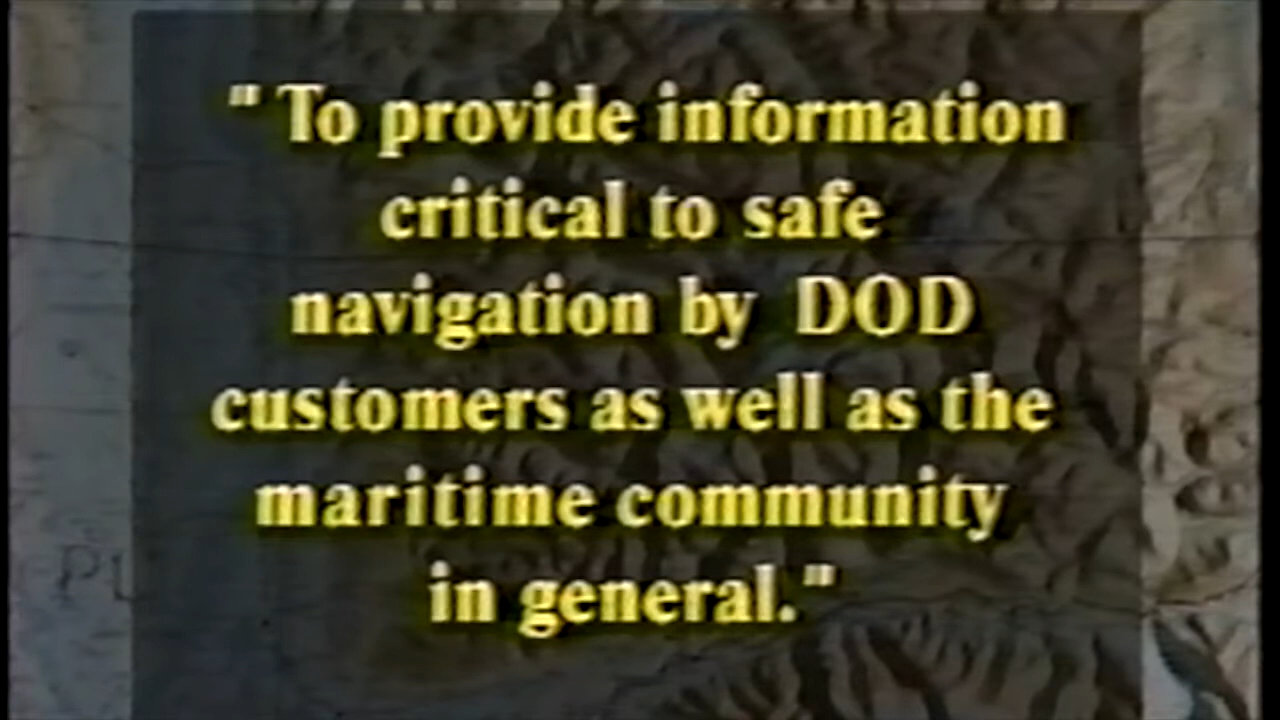 " To provide information
critical to safe
navigation by DOD
customers as well as the
maritime community
in general."